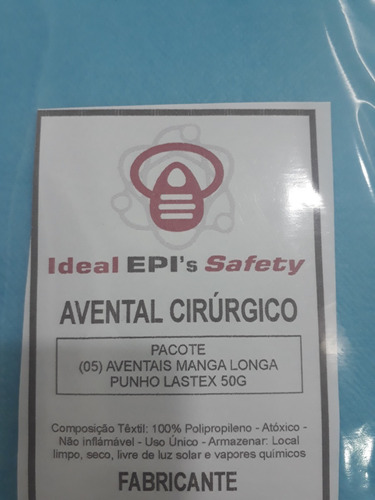 Ideal EPI's Safety
AVENTAL CIRÚRGICO
PACOTE
(05) AVENTAIS MANGA LONGA
PUNHO LASTEX 50G
Composição Têxtil: 100% Polipropileno - Atóxico -
Não inflámável - Uso Único - Armazenar: Local
limpo, seco, livre de luz solar e vapores químicos
FABRICANTE